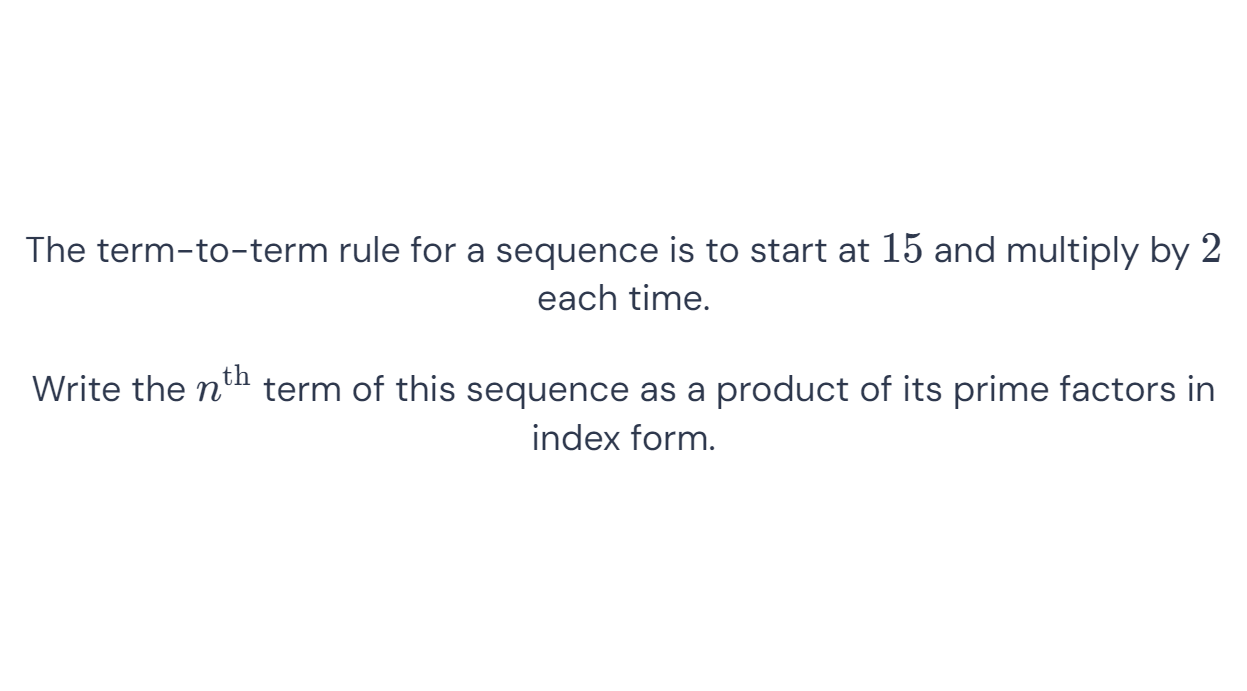 The term-to-term rule for a sequence is to start at 15 and multiply by 2
each time.
Write the n^th term of this sequence as a product of its prime factors in
index form.